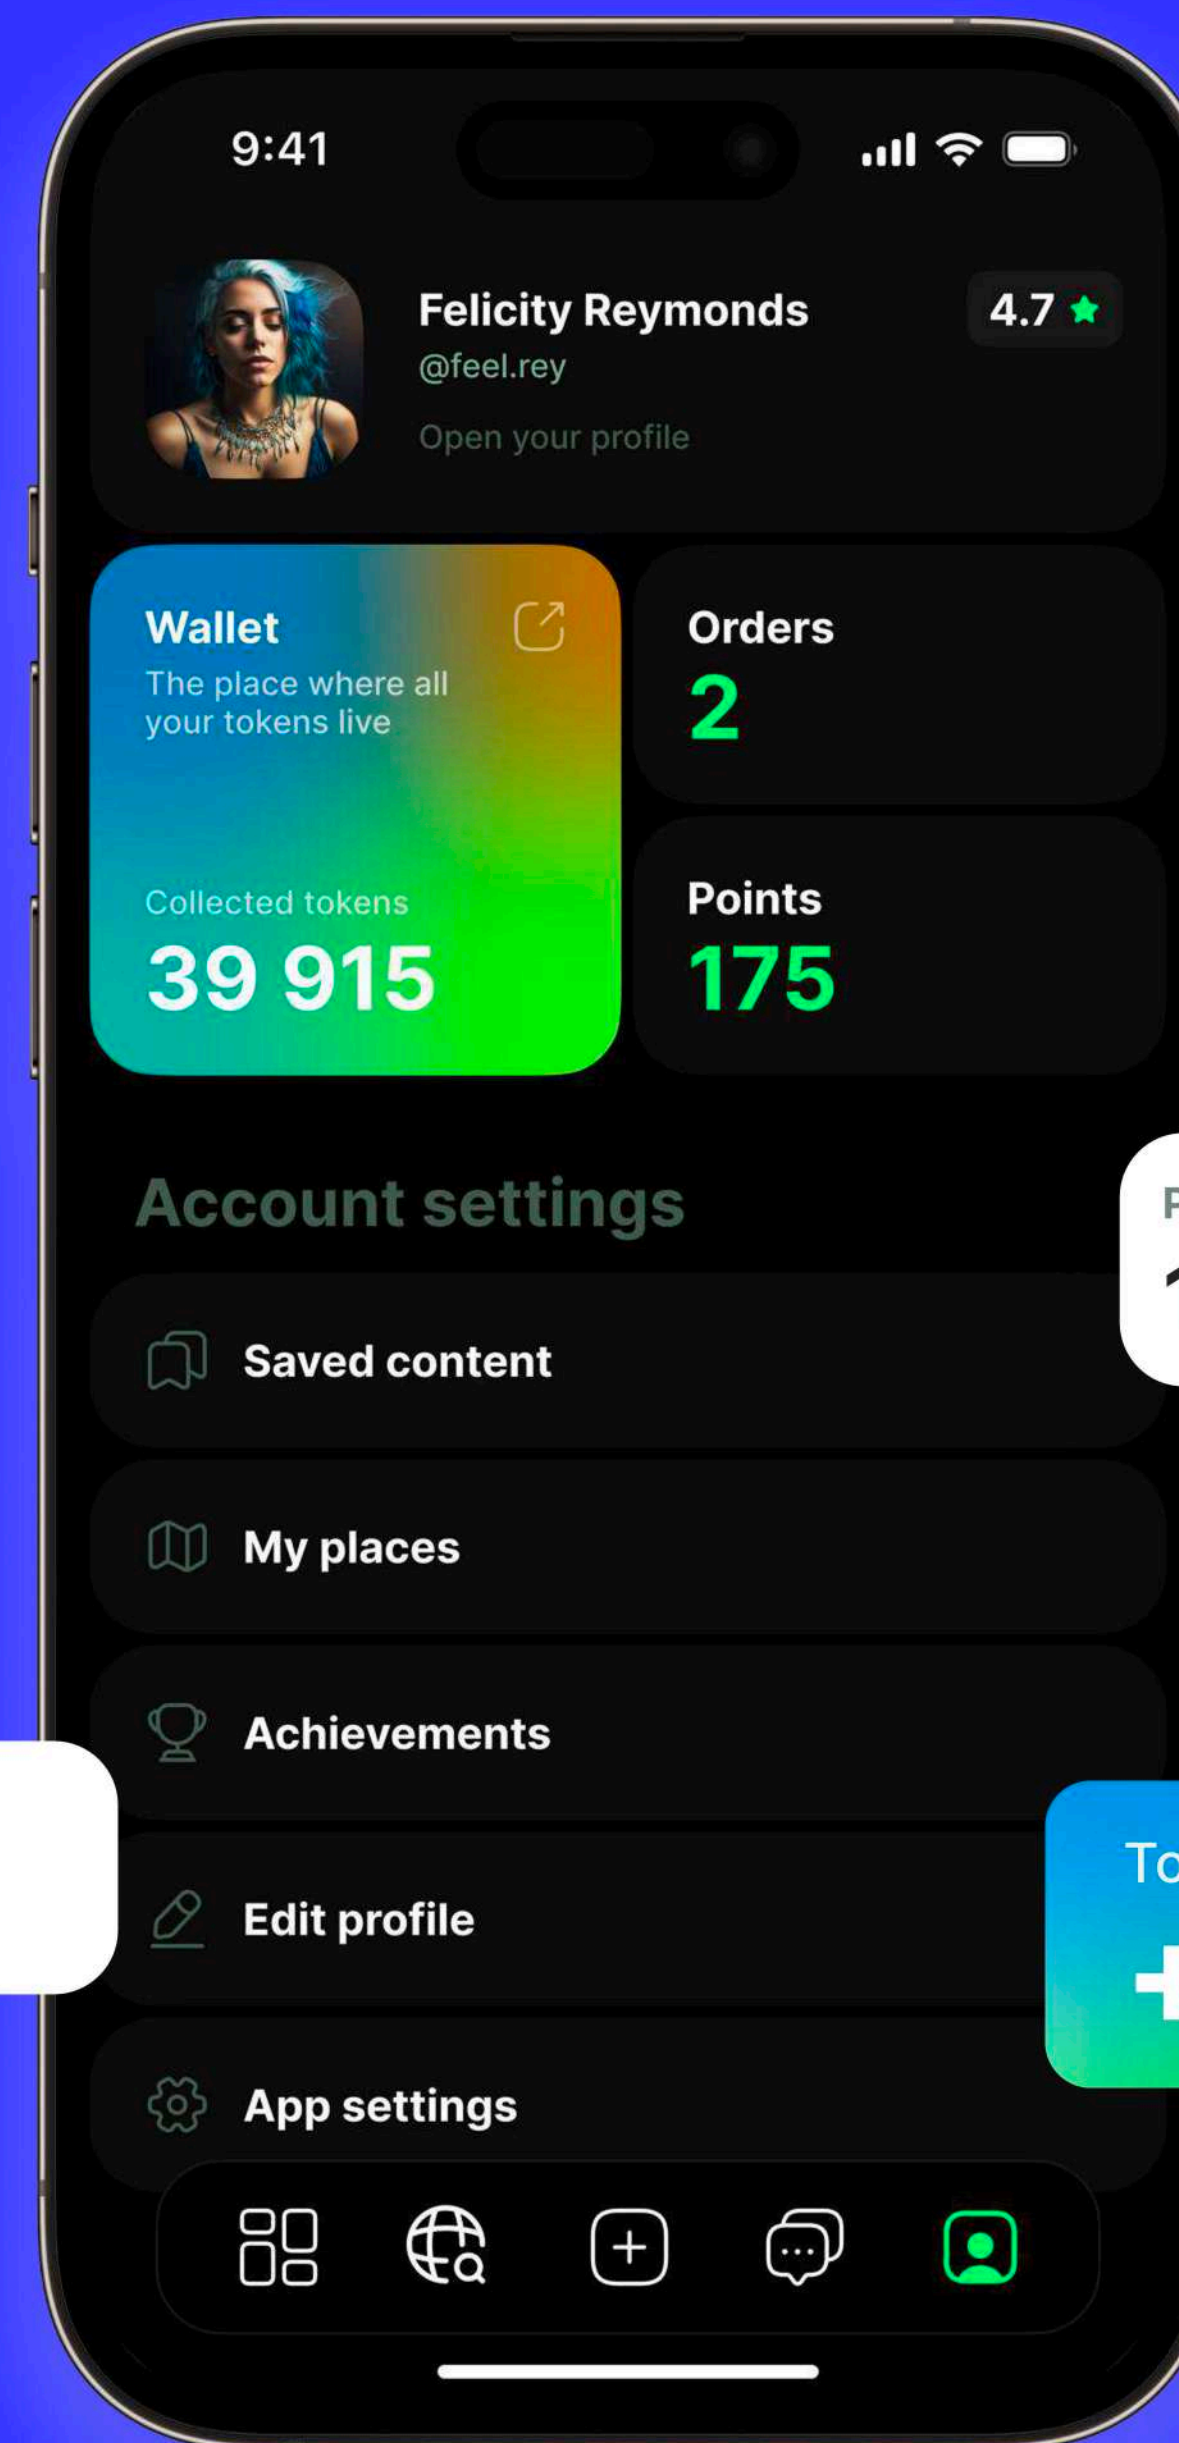 9:41
Felicity Reymonds
4.7
@feel.rey
Open your profile
Wallet
The place where all
your tokens live
Collected tokens
39 915
Orders
2
Points
175
Account settings
Saved content
My places
Achievements
Edit profile
App settings